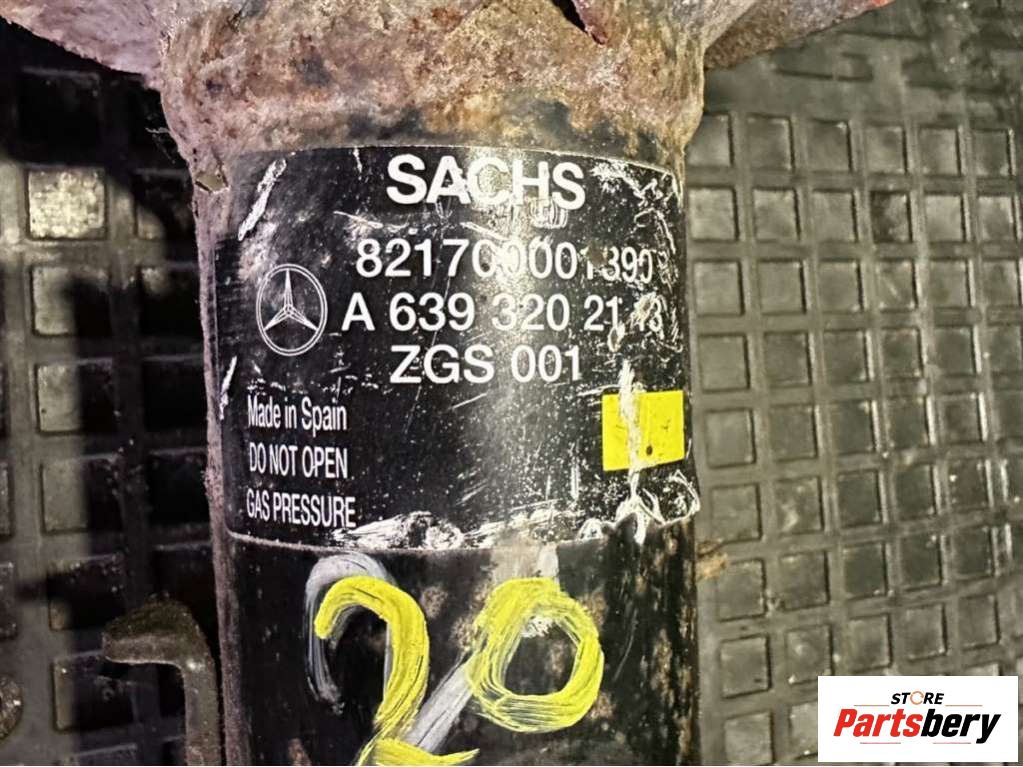 SACHS
A 639 320
ZGS 001
Made in Spain
DO NOT OPEN
GAS PRESSURE
20
STORE
Partsbery